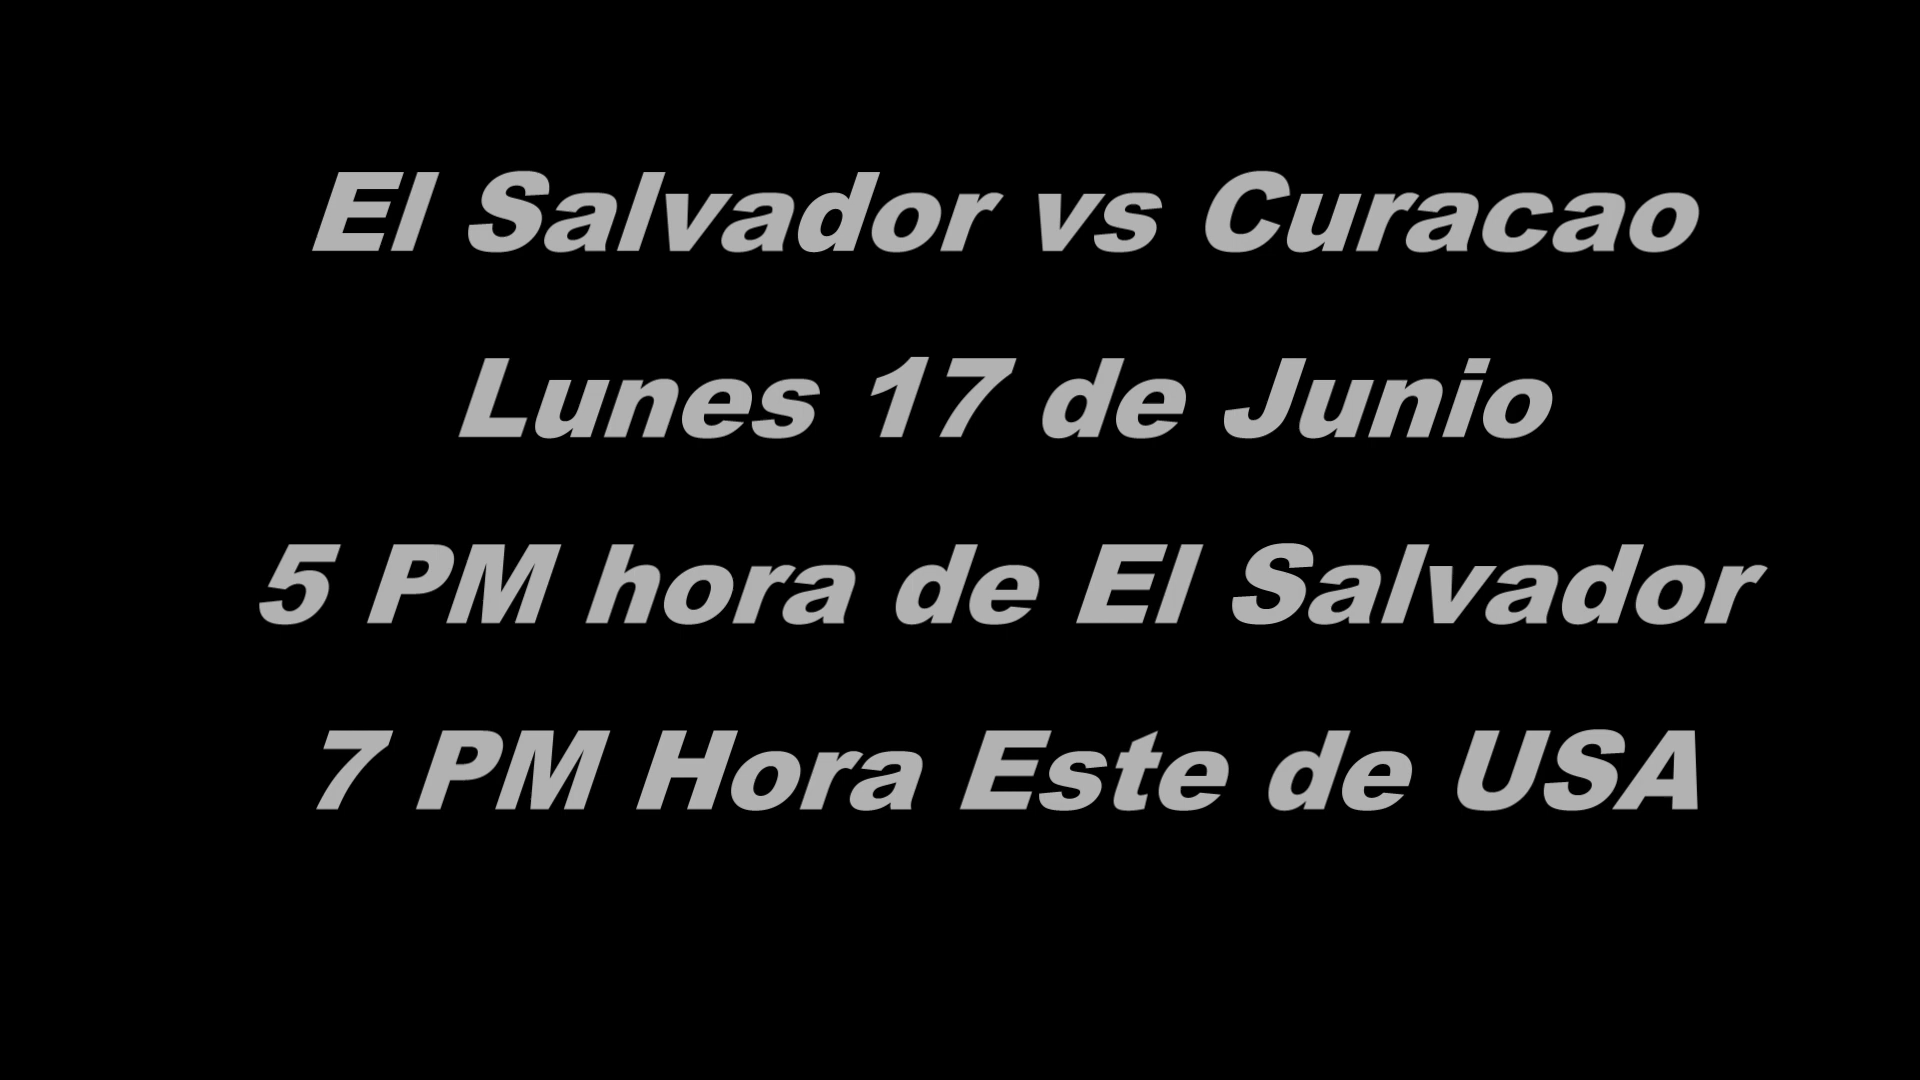 El Salvador vs Curacao
Lunes 17 de Junio
5 PM hora de El Salvador
7 PM Hora Este de USA